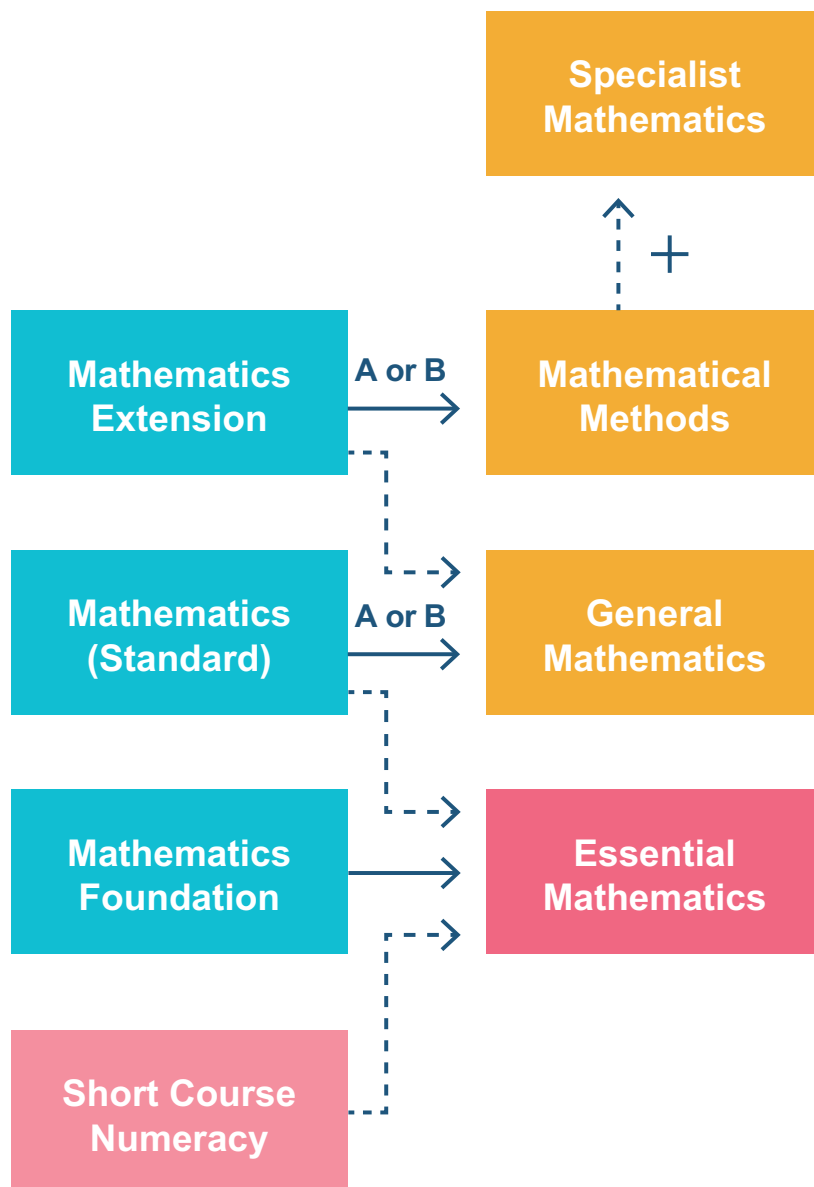 Specialist
Mathematics
+
Mathematics
Extension
A or B
Mathematical
Methods
Mathematics
(Standard)
A or B
General
Mathematics
Mathematics
Foundation
Essential
Mathematics
Short Course
Numeracy